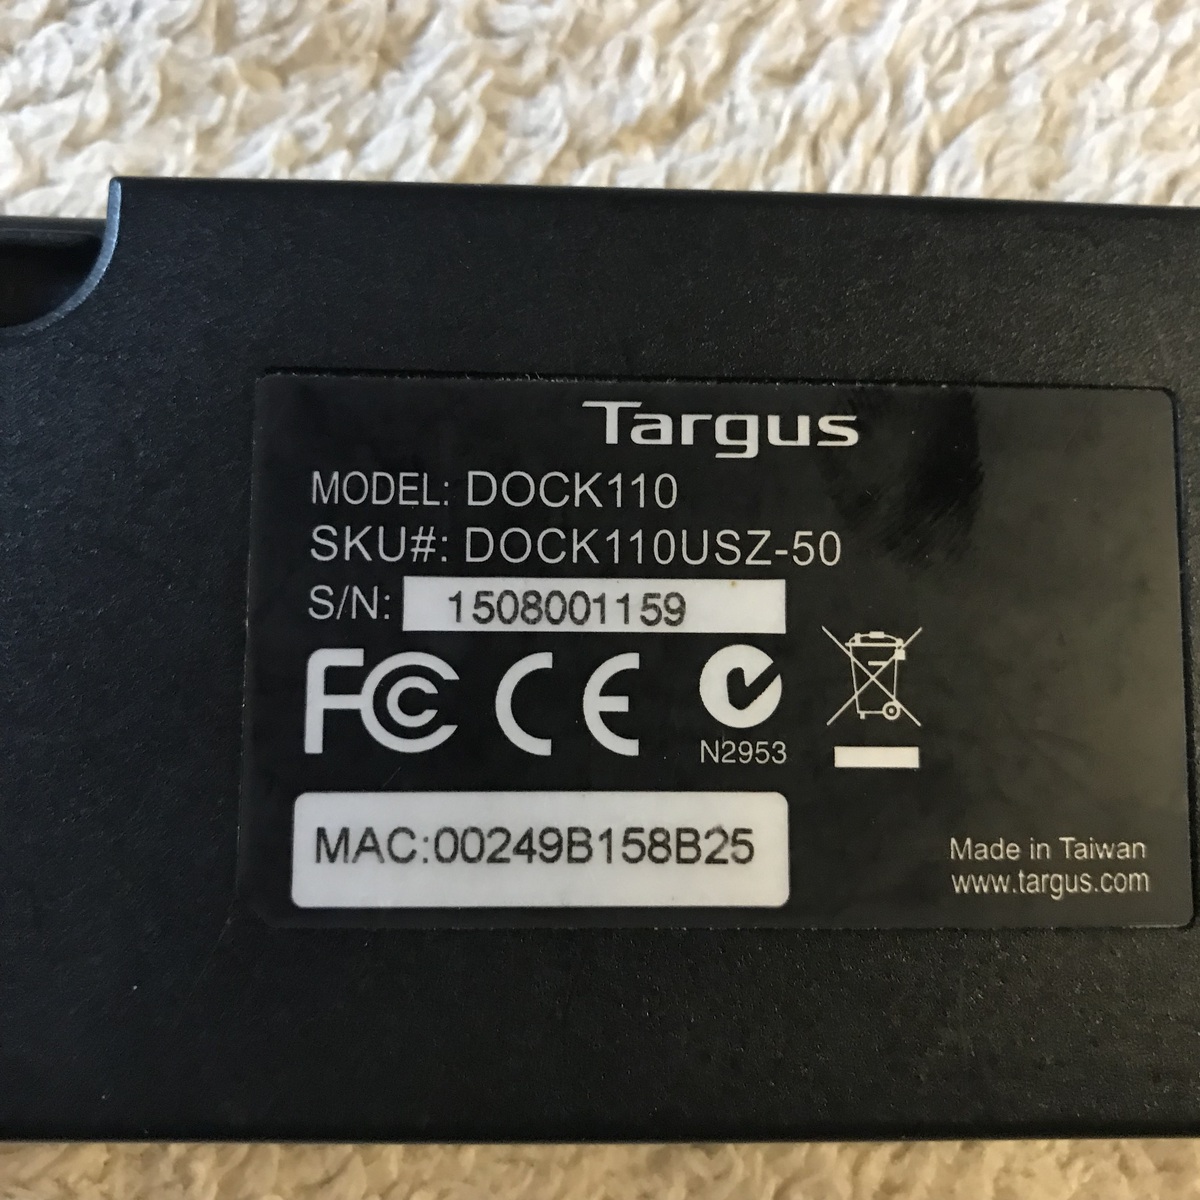 Targus
MODEL: DOCK110
SKU#: DOCK110USZ-50
S/N: 1508001159
FC CE
N2953
MAC:00249B158B25
Made in Taiwan
www.targus.com